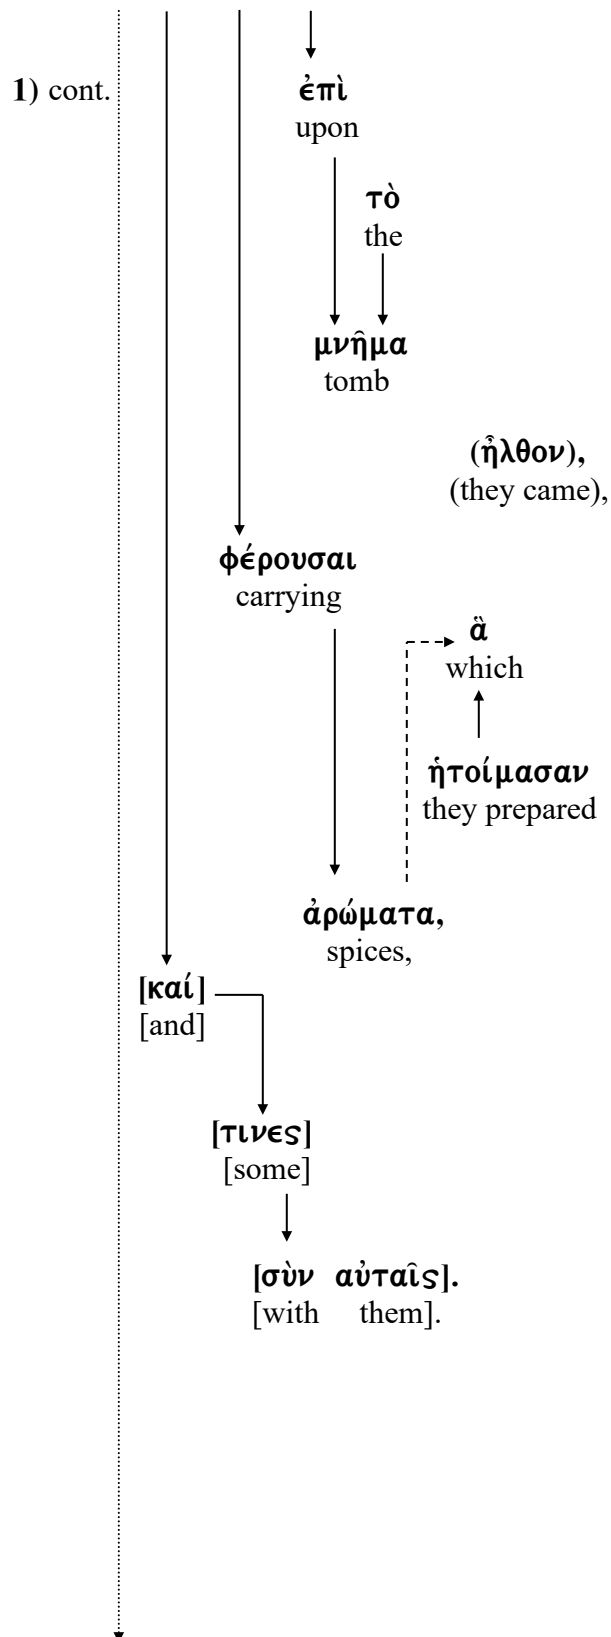 1) cont.
ἐπὶ
upon
τὸ
the
μνῆμα
tomb
(ἦλθον),
(they came),
φέρουσαι
carrying
ἃ
which
ἡτοίμασαν
they prepared
ἀρώματα,
spices,
[καί]
[and]
[τινες]
[some]
[σὺν αὐταῖς].
[with them].